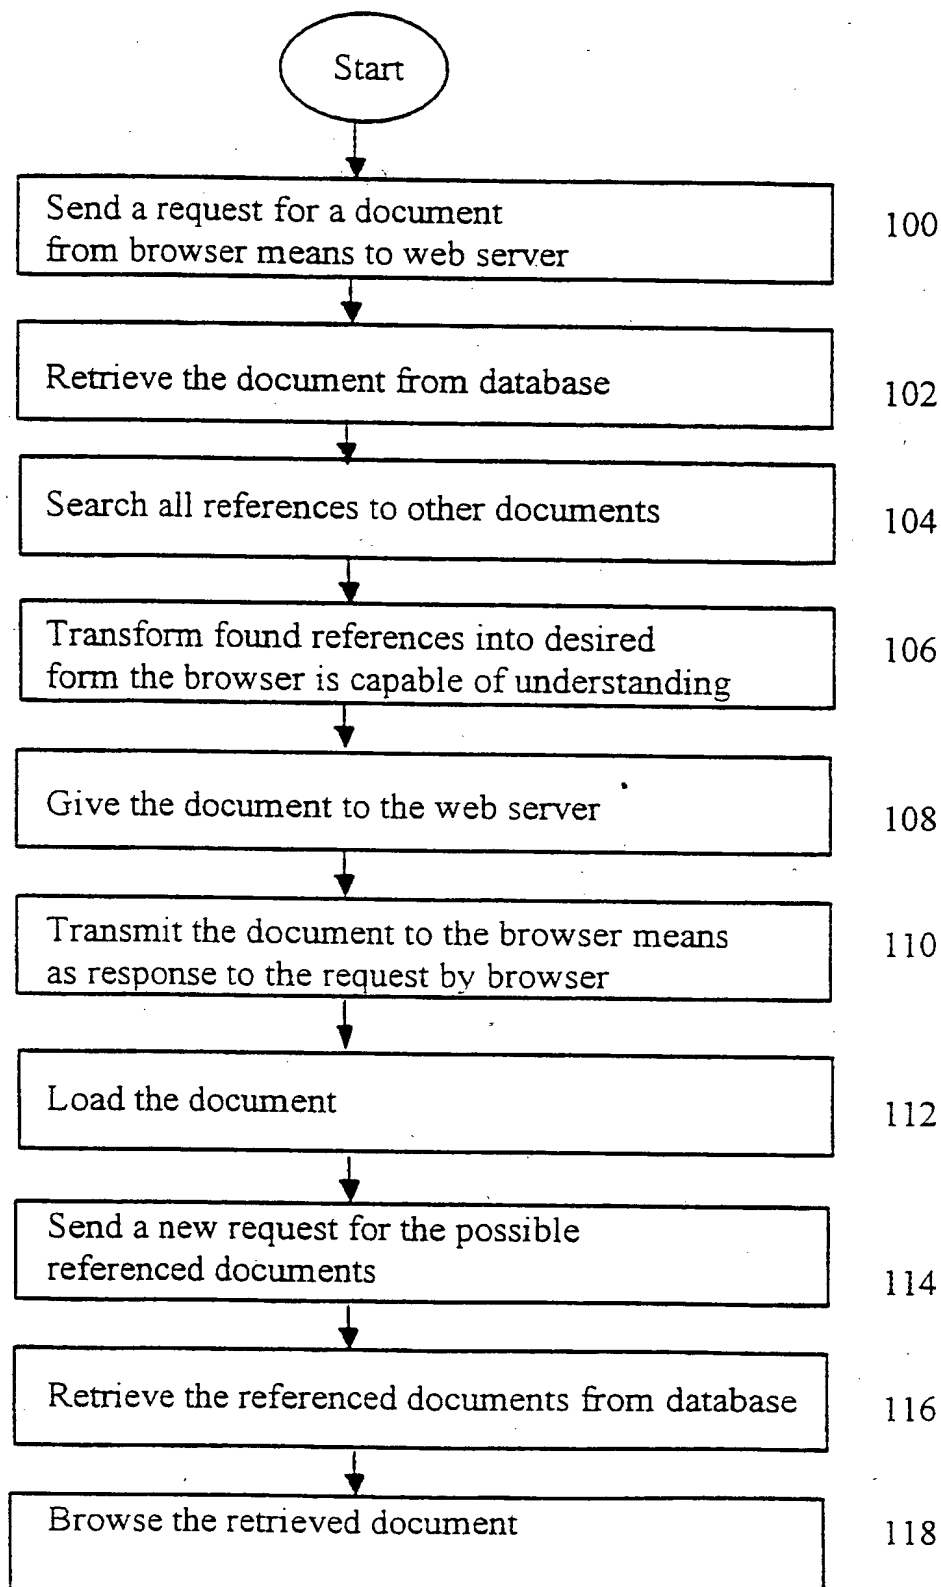 Start
Send a request for a document
from browser means to web server
100
Retrieve the document from database
102
Search all references to other documents
104
Transform found references into desired
form the browser is capable of understanding
106
Give the document to the web server
108
Transmit the document to the browser means
as response to the request by browser
110
Load the document
112
Send a new request for the possible
referenced documents
114
Retrieve the referenced documents from database
116
Browse the retrieved document
118